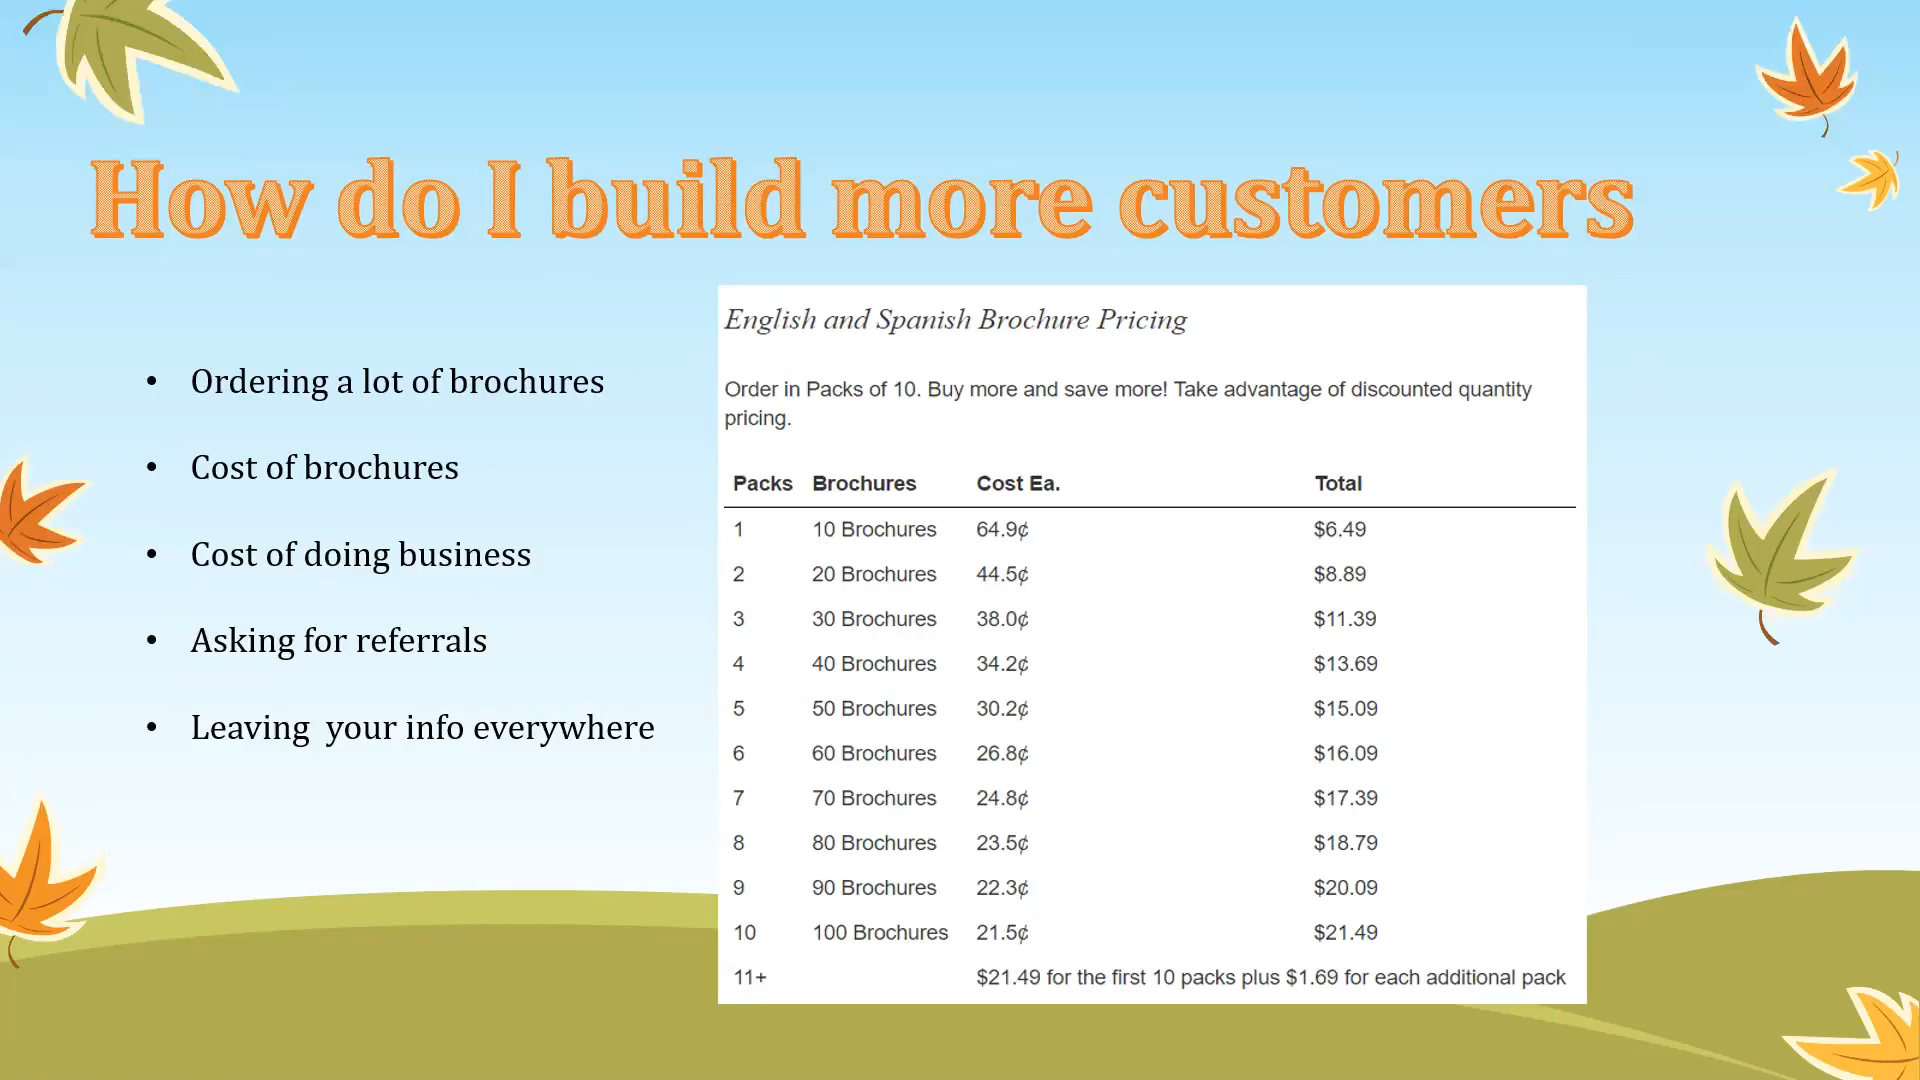 How do I build more customers
• Ordering a lot of brochures
• Cost of brochures
• Cost of doing business
• Asking for referrals
• Leaving  your info everywhere
English and Spanish Brochure Pricing
Order in Packs of 10. Buy more and save more! Take advantage of discounted quantity
pricing.
Packs Brochures Cost Ea. Total
1 10 Brochures 64.9¢ $6.49
2 20 Brochures 44.5¢ $8.89
3 30 Brochures 38.0¢ $11.39
4 40 Brochures 34.2¢ $13.69
5 50 Brochures 30.2¢ $15.09
6 60 Brochures 26.8¢ $16.09
7 70 Brochures 24.8¢ $17.39
8 80 Brochures 23.5¢ $18.79
9 90 Brochures 22.3¢ $20.09
10 100 Brochures 21.5¢ $21.49
11+ $21.49 for the first 10 packs plus $1.69 for each additional pack